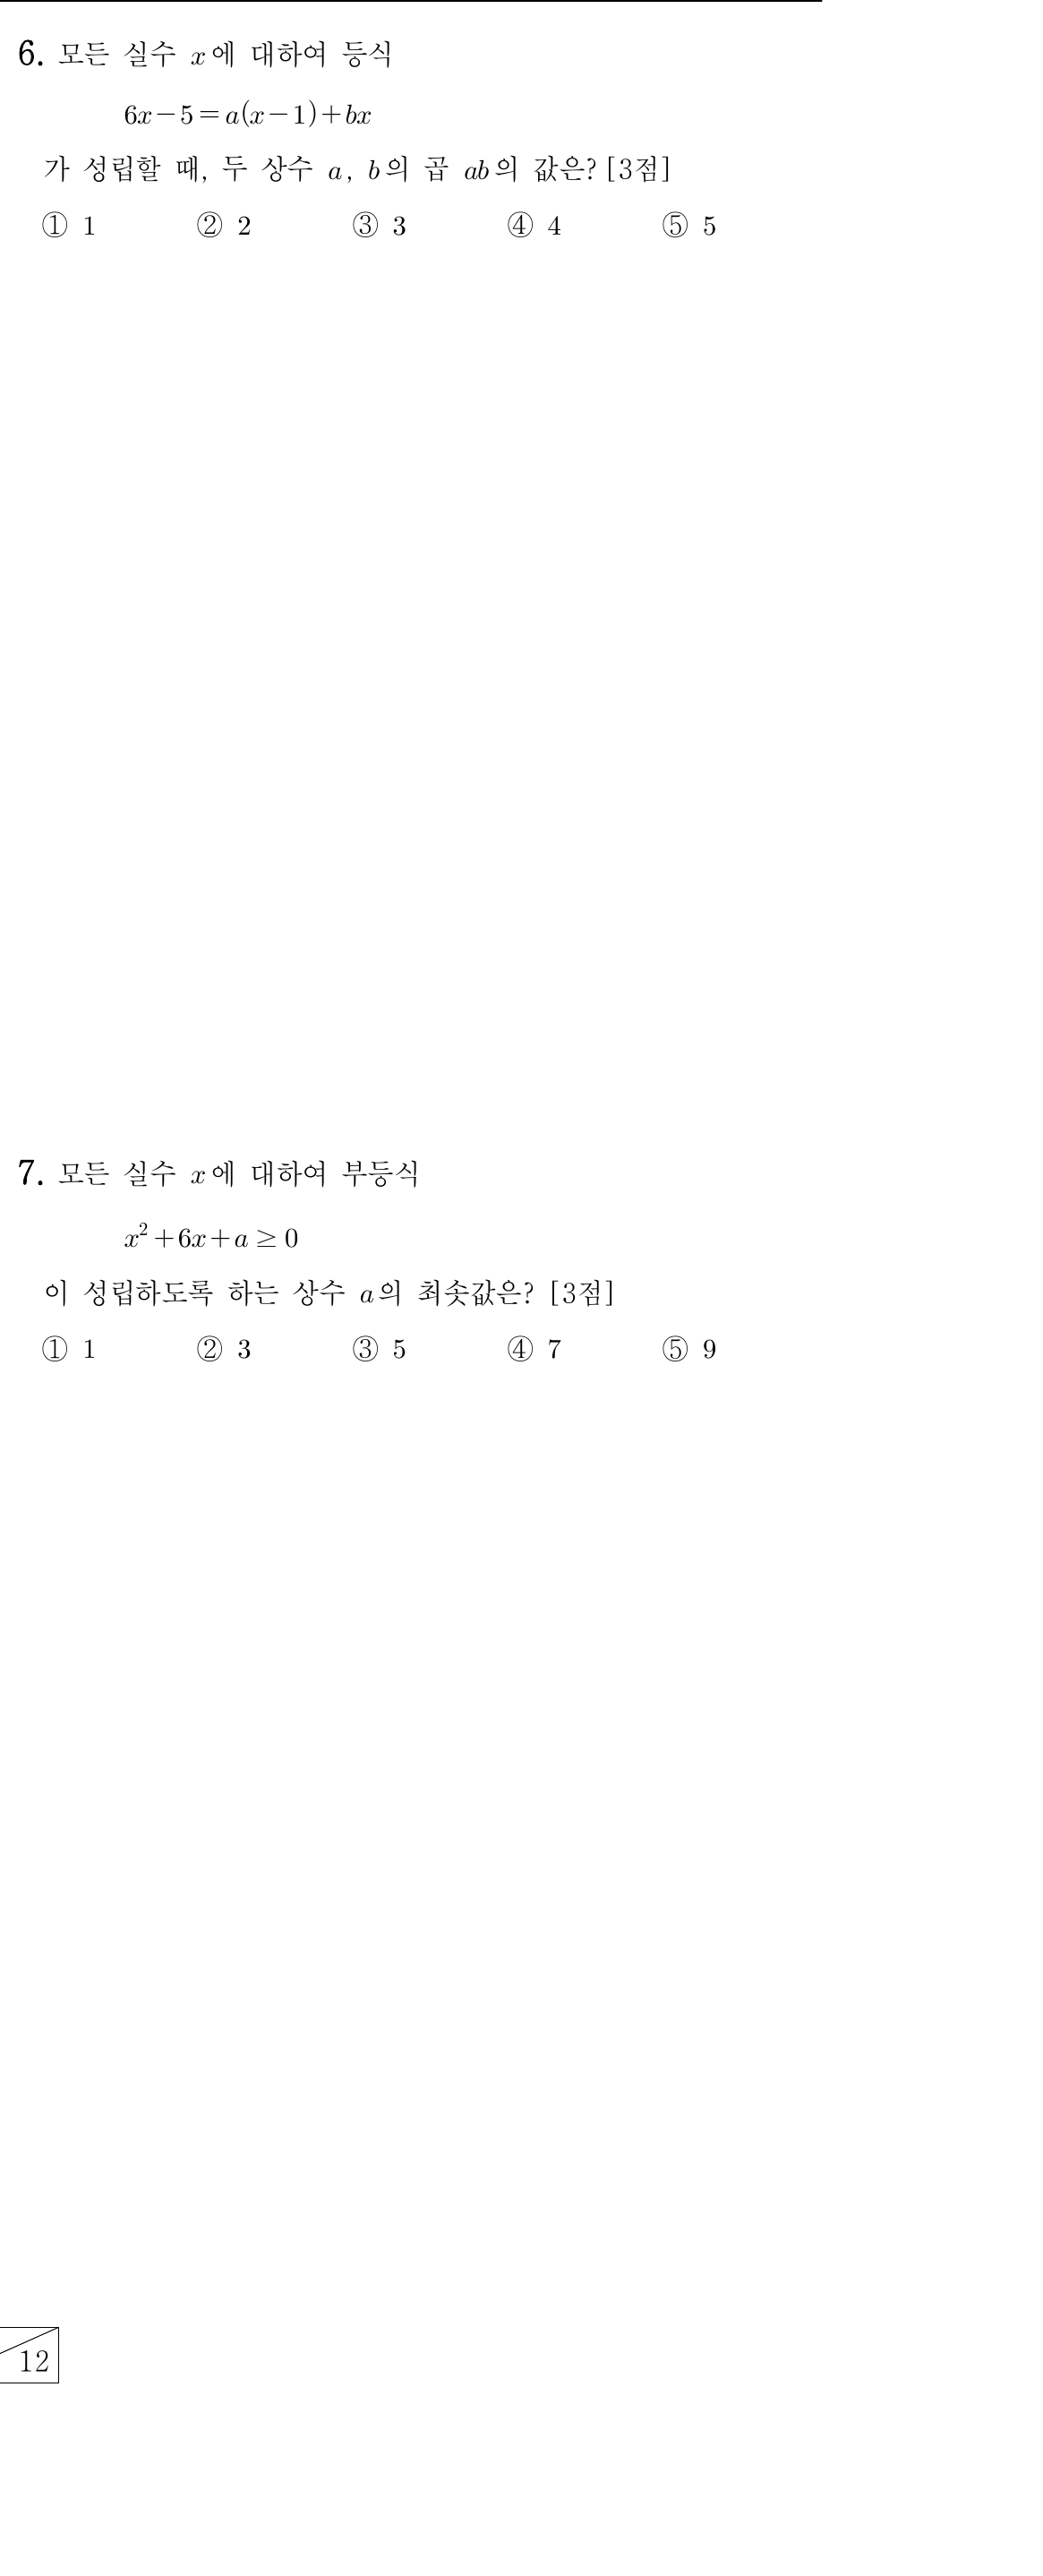 6. 모든 실수 x에 대하여 등식
6x−5=a(x−1)+bx
가 성립할 때, 두 상수 a, b의 곱 ab의 값은? [3점]
① 1 ② 2 ③ 3 ④ 4 ⑤ 5
7. 모든 실수 x에 대하여 부등식
x²+6x+a ≥ 0
이 성립하도록 하는 상수 a의 최솟값은? [3점]
① 1 ② 3 ③ 5 ④ 7 ⑤ 9
12